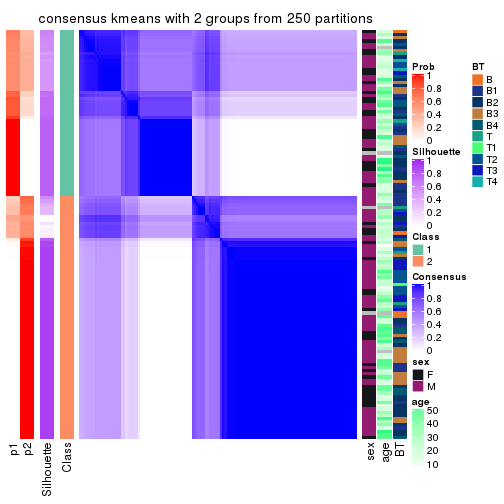 consensus kmeans with 2 groups from 250 partitions
Prob
1
0.8
0.6
0.4
0.2
0
Silhouette
1
0.8
0.6
0.4
0.2
0
Class
1
2
Consensus
1
0.8
0.6
0.4
0.2
0
sex
F
M
age
50
40
30
20
10
BT
B
B1
B2
B3
B4
T
T1
T2
T3
T4
p1
p2
Silhouette
Class
sex
age
BT